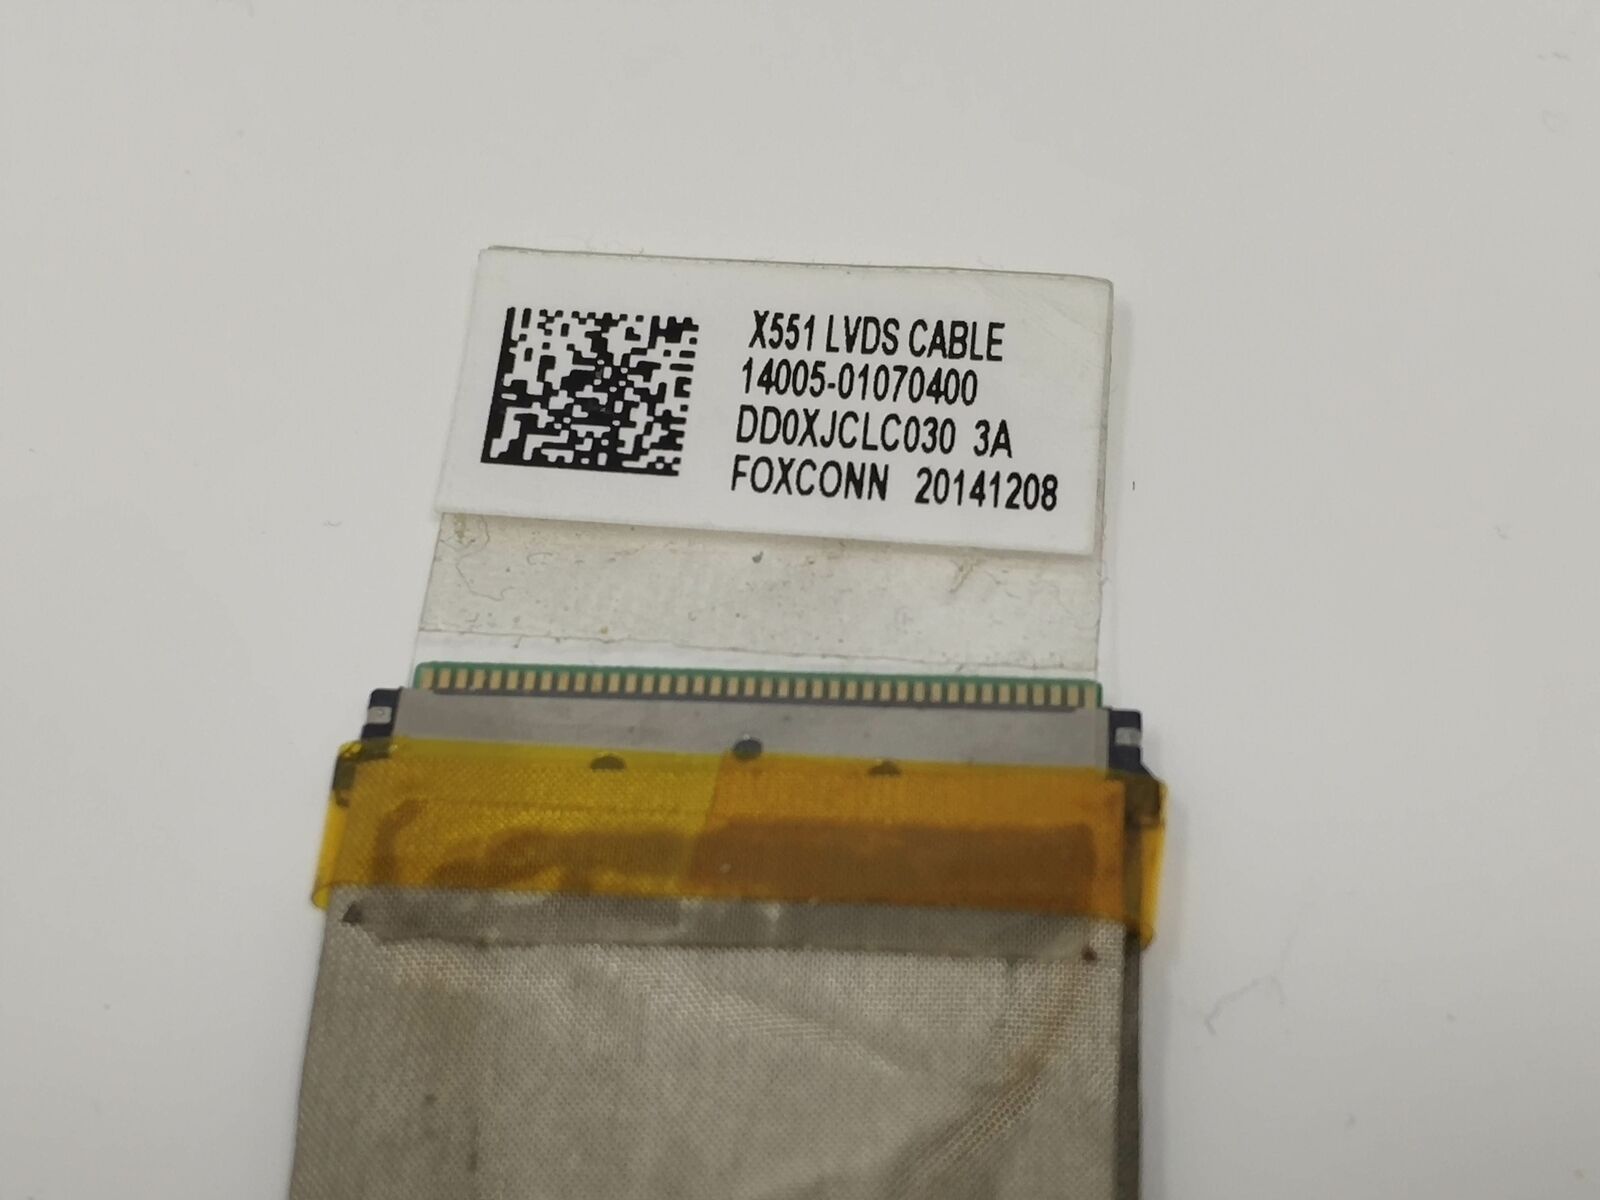 X551 LVDS CABLE
14005-01070400
DD0XJCLC030 3A
FOXCONN 20141208